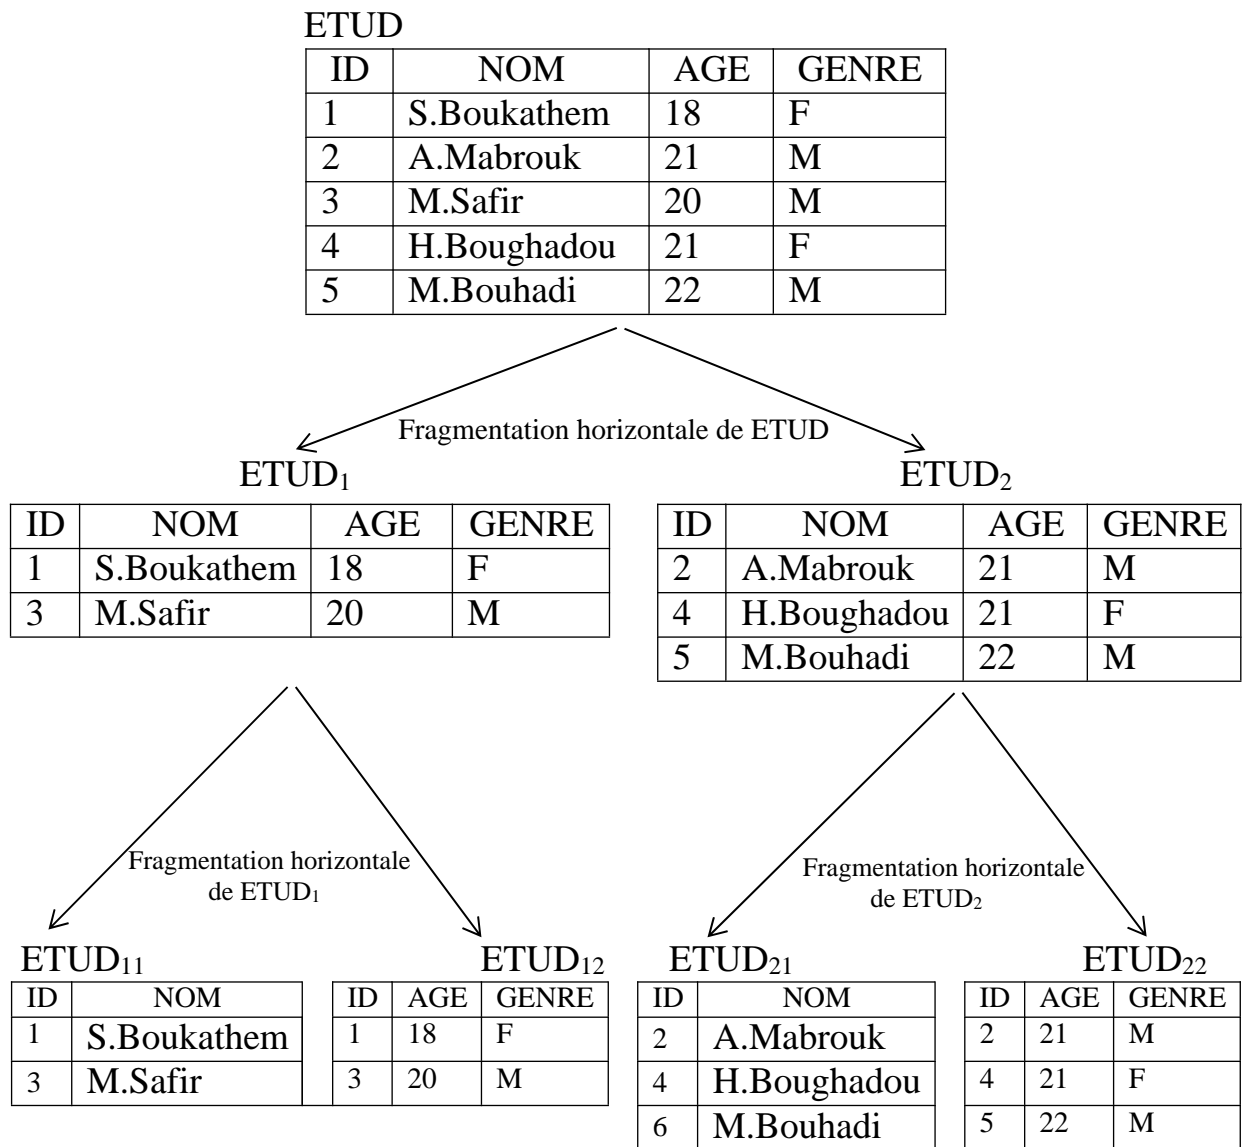 ETUD
ID NOM AGE GENRE
1 S.Boukathem 18 F
2 A.Mabrouk 21 M
3 M.Safir 20 M
4 H.Boughadou 21 F
5 M.Bouhadi 22 M
Fragmentation horizontale de ETUD
ETUD1
ID NOM AGE GENRE
1 S.Boukathem 18 F
3 M.Safir 20 M
ETUD2
ID NOM AGE GENRE
2 A.Mabrouk 21 M
4 H.Boughadou 21 F
5 M.Bouhadi 22 M
Fragmentation horizontale
de ETUD1
Fragmentation horizontale
de ETUD2
ETUD11
ID NOM
1 S.Boukathem
3 M.Safir
ETUD12
ID AGE GENRE
1 18 F
3 20 M
ETUD21
ID NOM
2 A.Mabrouk
4 H.Boughadou
6 M.Bouhadi
ETUD22
ID AGE GENRE
2 21 M
4 21 F
5 22 M